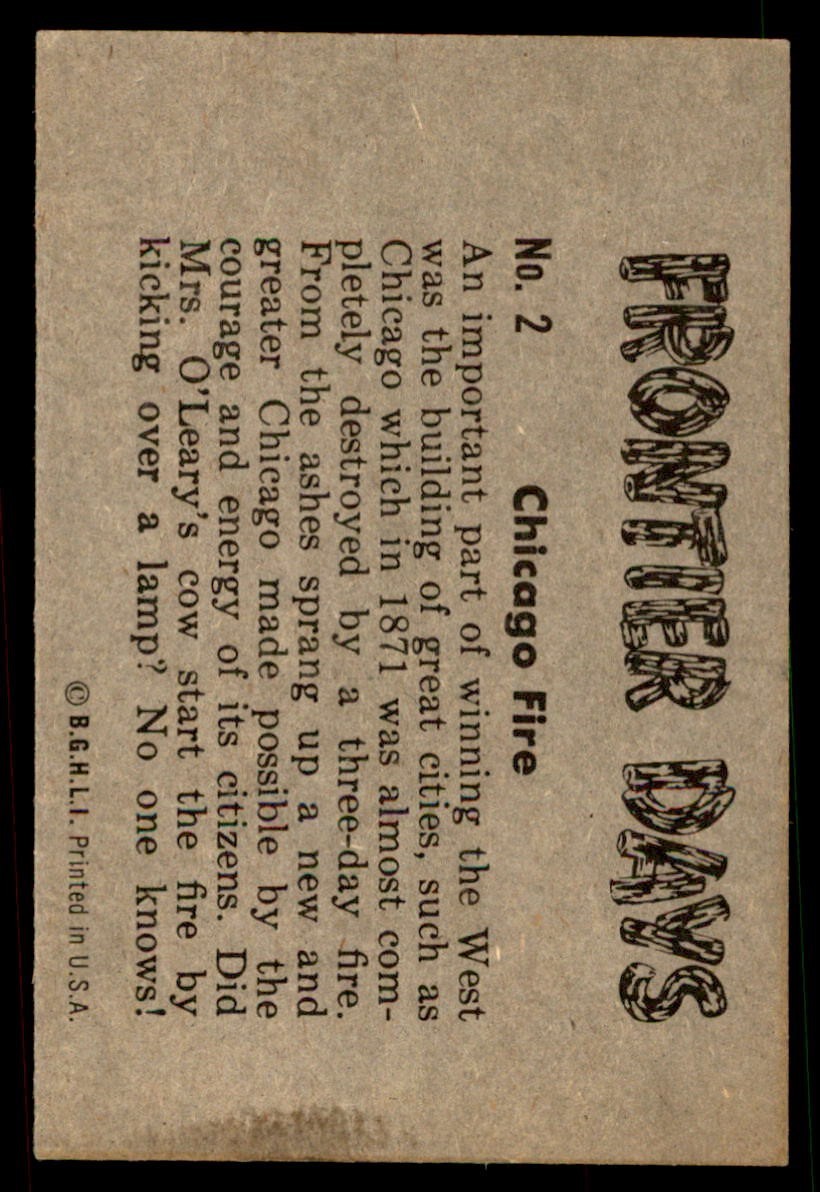 FRONTIER DAYS
No. 2 Chicago Fire
An important part of winning the West
was the building of great cities, such as
Chicago which in 1871 was almost com-
pletely destroyed by a three-day fire.
From the ashes sprang up a new and
greater Chicago made possible by the
courage and energy of its citizens. Did
Mrs. O'Leary's cow start the fire by
kicking over a lamp? No one knows!
© B.G.H.L.I. Printed in U.S.A.